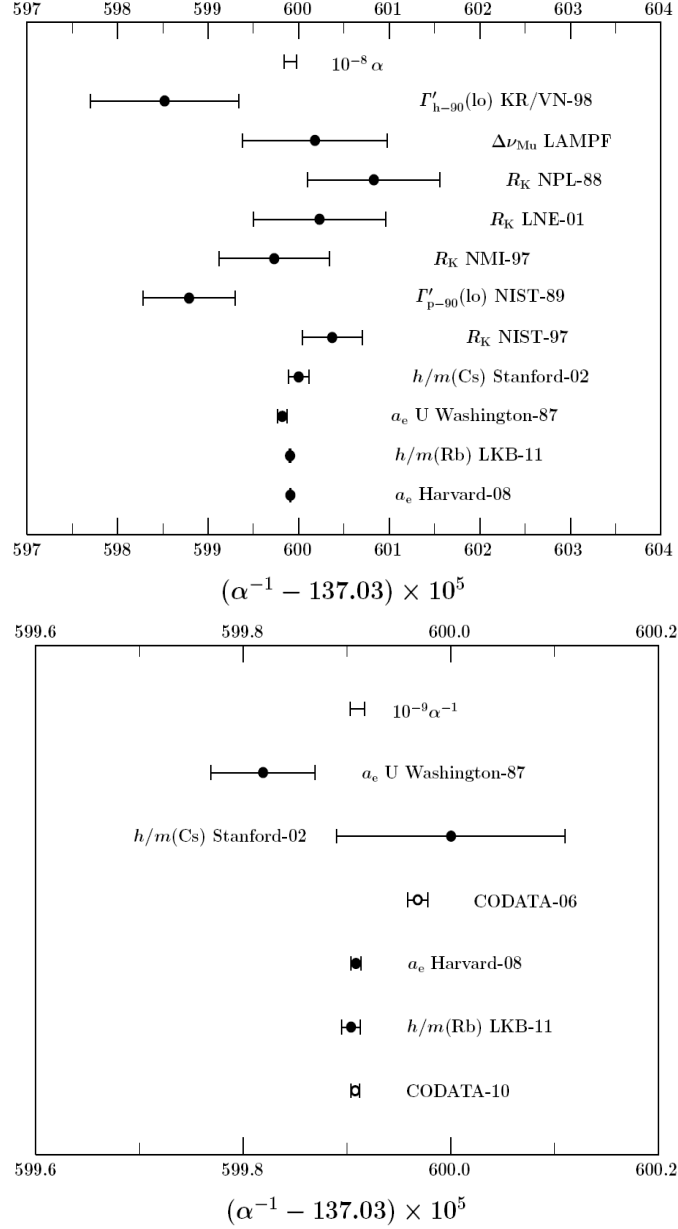 597 598 599 600 601 602 603 604
10⁻⁸ α
Γ′h−90(lo) KR/VN-98
ΔνMu LAMPF
RK NPL-88
RK LNE-01
RK NMI-97
Γ′p−90(lo) NIST-89
RK NIST-97
h/m(Cs) Stanford-02
ae U Washington-87
h/m(Rb) LKB-11
ae Harvard-08
597 598 599 600 601 602 603 604
(α⁻¹ − 137.03) × 10⁵
599.6 599.8 600.0 600.2
10⁻⁹α⁻¹
ae U Washington-87
h/m(Cs) Stanford-02
CODATA-06
ae Harvard-08
h/m(Rb) LKB-11
CODATA-10
599.6 599.8 600.0 600.2
(α⁻¹ − 137.03) × 10⁵